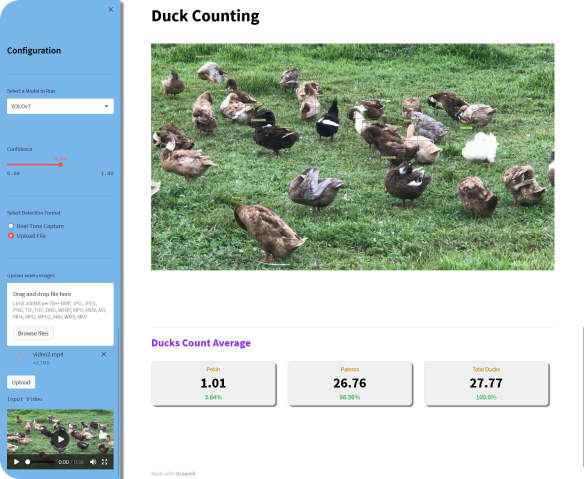 Configuration
Select a Model to Run
YOLOv7
Confidence
0.00 1.00
Select Detection Format
Real-Time Capture
Upload File
Upload Video/Images
Drag and drop file here
Limit 200MB per file • BMP, JPG, JPEG,
PNG, TIF, TIFF, DNG, WEBP, MPO, MOV, AVI,
MP4, MPG, MPEG, M4V, WMV, MKV
Browse files
video2.mp4
Upload
Input Video
0:00
Duck Counting
Ducks Count Average
Pekin
1.01
3.64%
Pateros
26.76
96.36%
Total Ducks
27.77
100.0%
Made with Streamlit